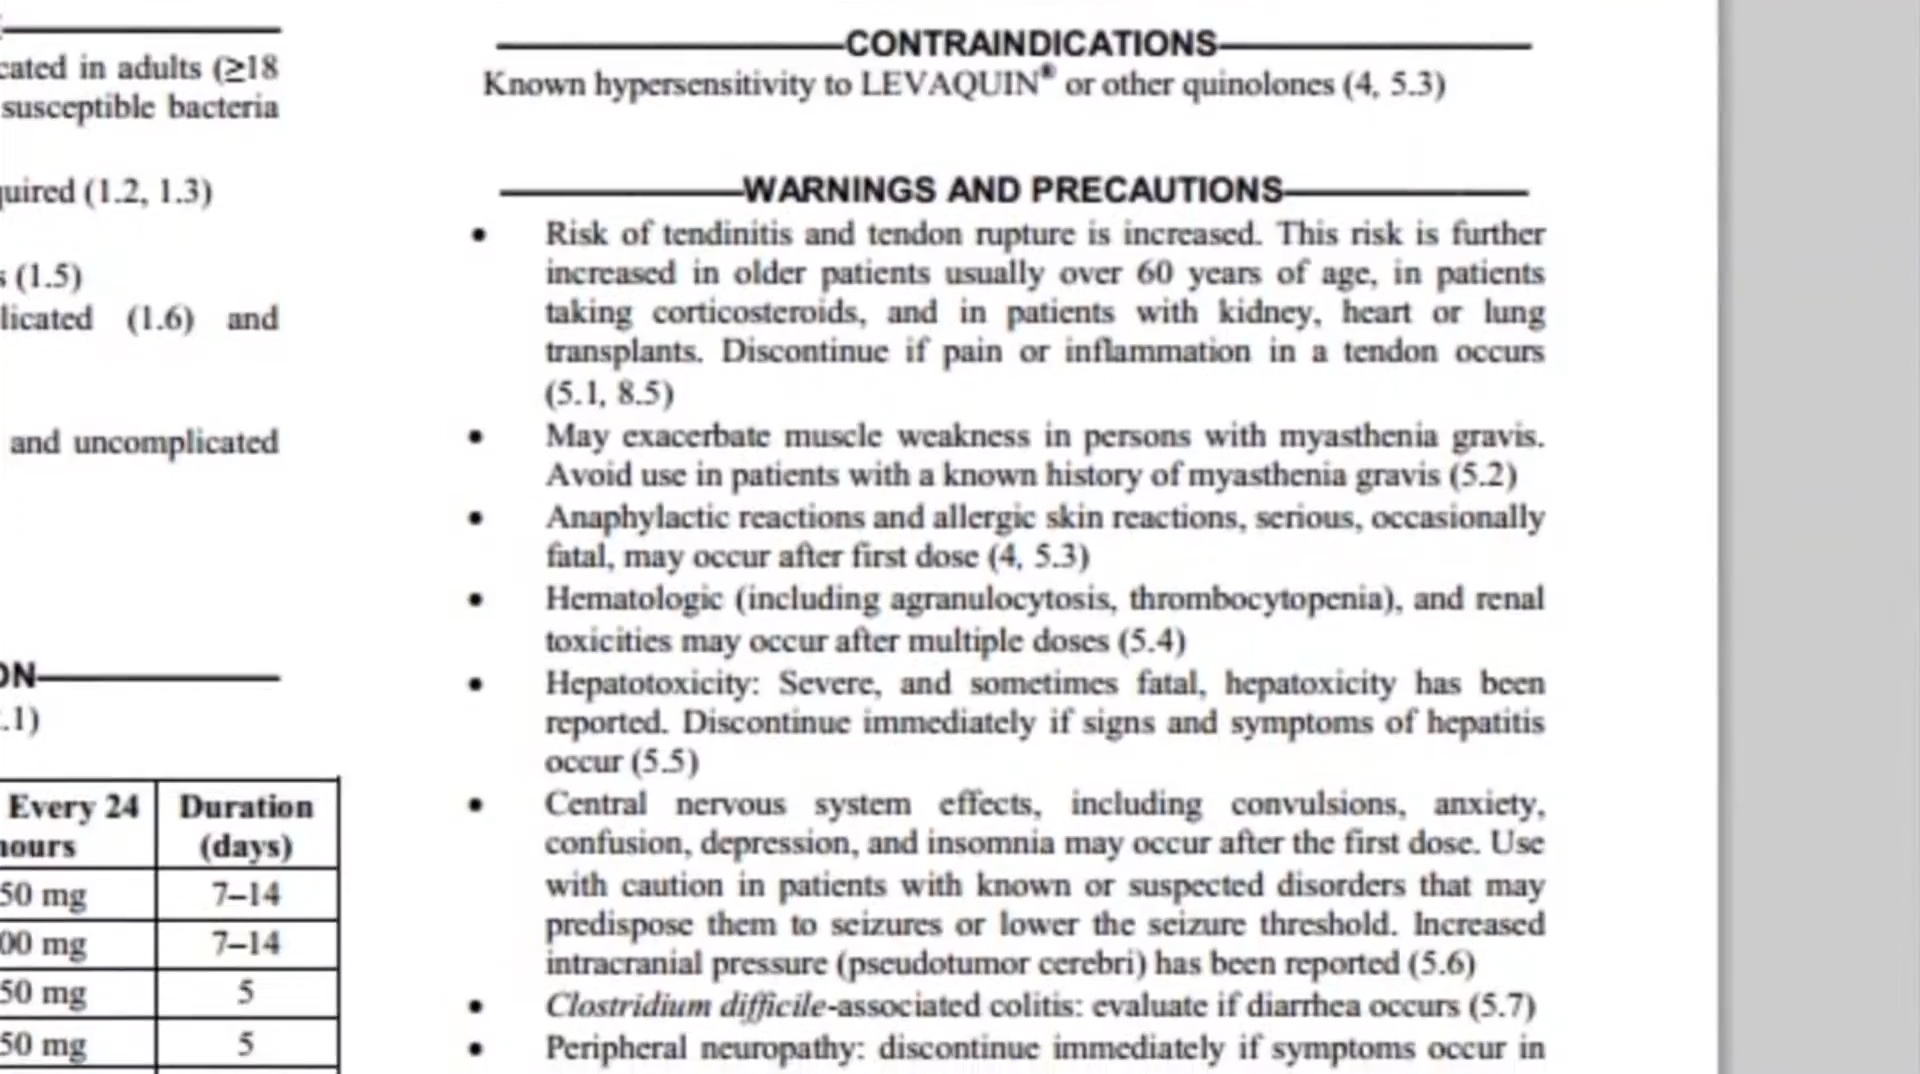 cated in adults (≥18
susceptible bacteria
quired (1.2, 1.3)
s (1.5)
licated (1.6) and
and uncomplicated
ON
.1)
Every 24 Duration
hours (days)
50 mg 7–14
00 mg 7–14
50 mg 5
50 mg 5
CONTRAINDICATIONS
Known hypersensitivity to LEVAQUIN® or other quinolones (4, 5.3)
WARNINGS AND PRECAUTIONS
• Risk of tendinitis and tendon rupture is increased. This risk is further
increased in older patients usually over 60 years of age, in patients
taking corticosteroids, and in patients with kidney, heart or lung
transplants. Discontinue if pain or inflammation in a tendon occurs
(5.1, 8.5)
• May exacerbate muscle weakness in persons with myasthenia gravis.
Avoid use in patients with a known history of myasthenia gravis (5.2)
• Anaphylactic reactions and allergic skin reactions, serious, occasionally
fatal, may occur after first dose (4, 5.3)
• Hematologic (including agranulocytosis, thrombocytopenia), and renal
toxicities may occur after multiple doses (5.4)
• Hepatotoxicity: Severe, and sometimes fatal, hepatoxicity has been
reported. Discontinue immediately if signs and symptoms of hepatitis
occur (5.5)
• Central nervous system effects, including convulsions, anxiety,
confusion, depression, and insomnia may occur after the first dose. Use
with caution in patients with known or suspected disorders that may
predispose them to seizures or lower the seizure threshold. Increased
intracranial pressure (pseudotumor cerebri) has been reported (5.6)
• Clostridium difficile-associated colitis: evaluate if diarrhea occurs (5.7)
• Peripheral neuropathy: discontinue immediately if symptoms occur in